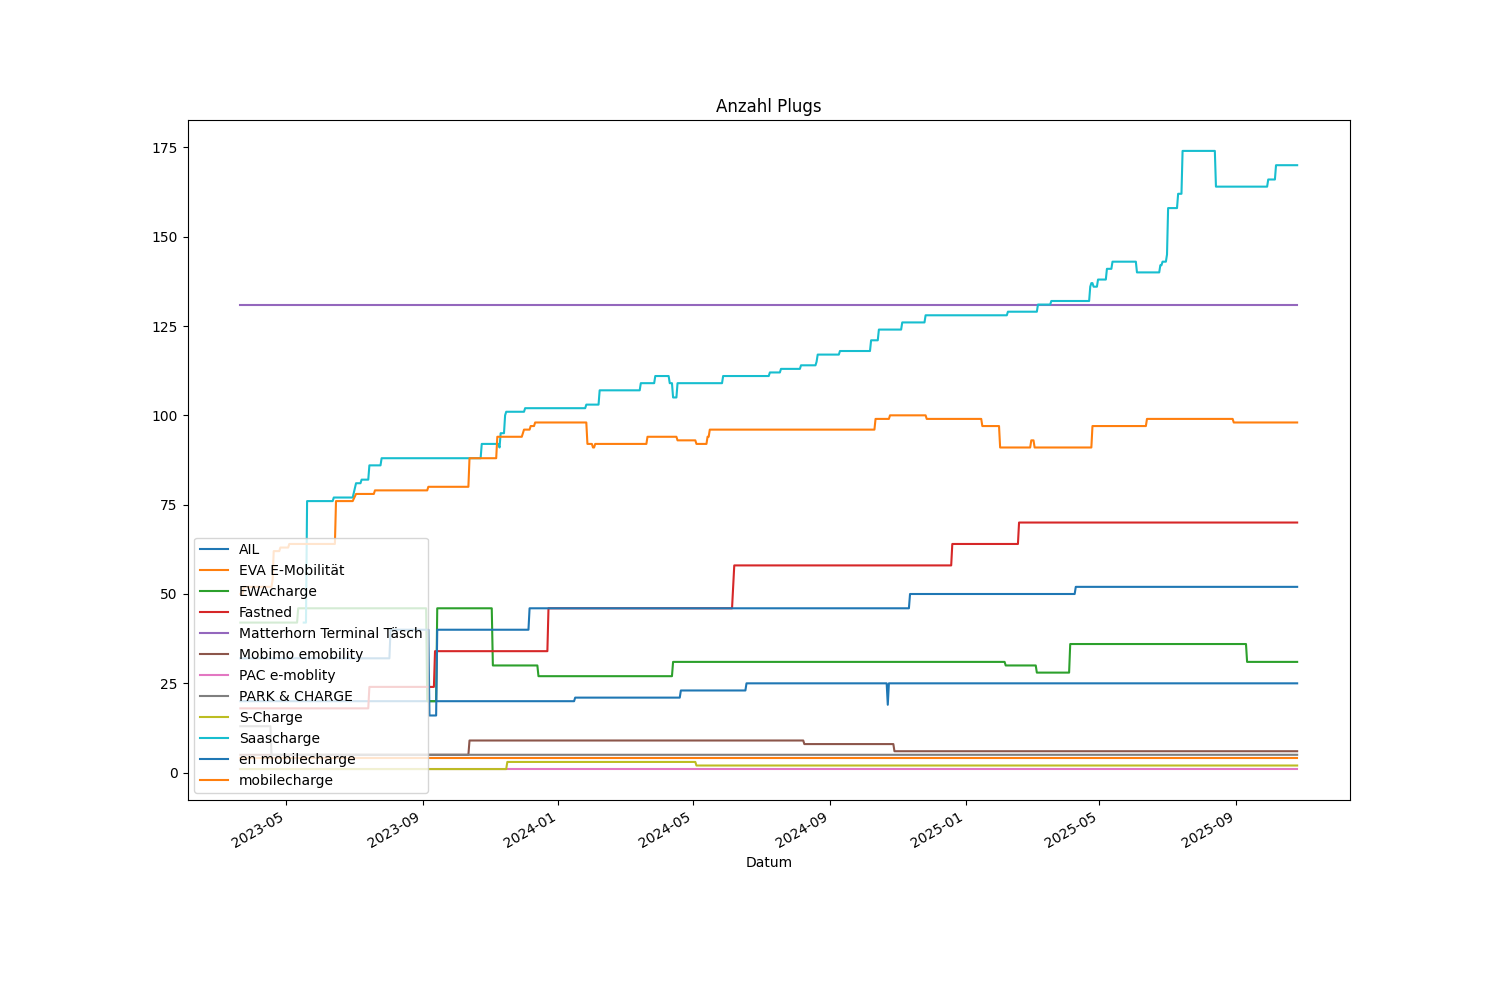 Anzahl Plugs
175
150
125
100
75
50
25
0
AIL
EVA E-Mobilität
EWAcharge
Fastned
Matterhorn Terminal Täsch
Mobimo emobility
PAC e-moblity
PARK & CHARGE
S-Charge
Saascharge
en mobilecharge
mobilecharge
2023-05
2023-09
2024-01
2024-05
2024-09
2025-01
2025-05
2025-09
Datum